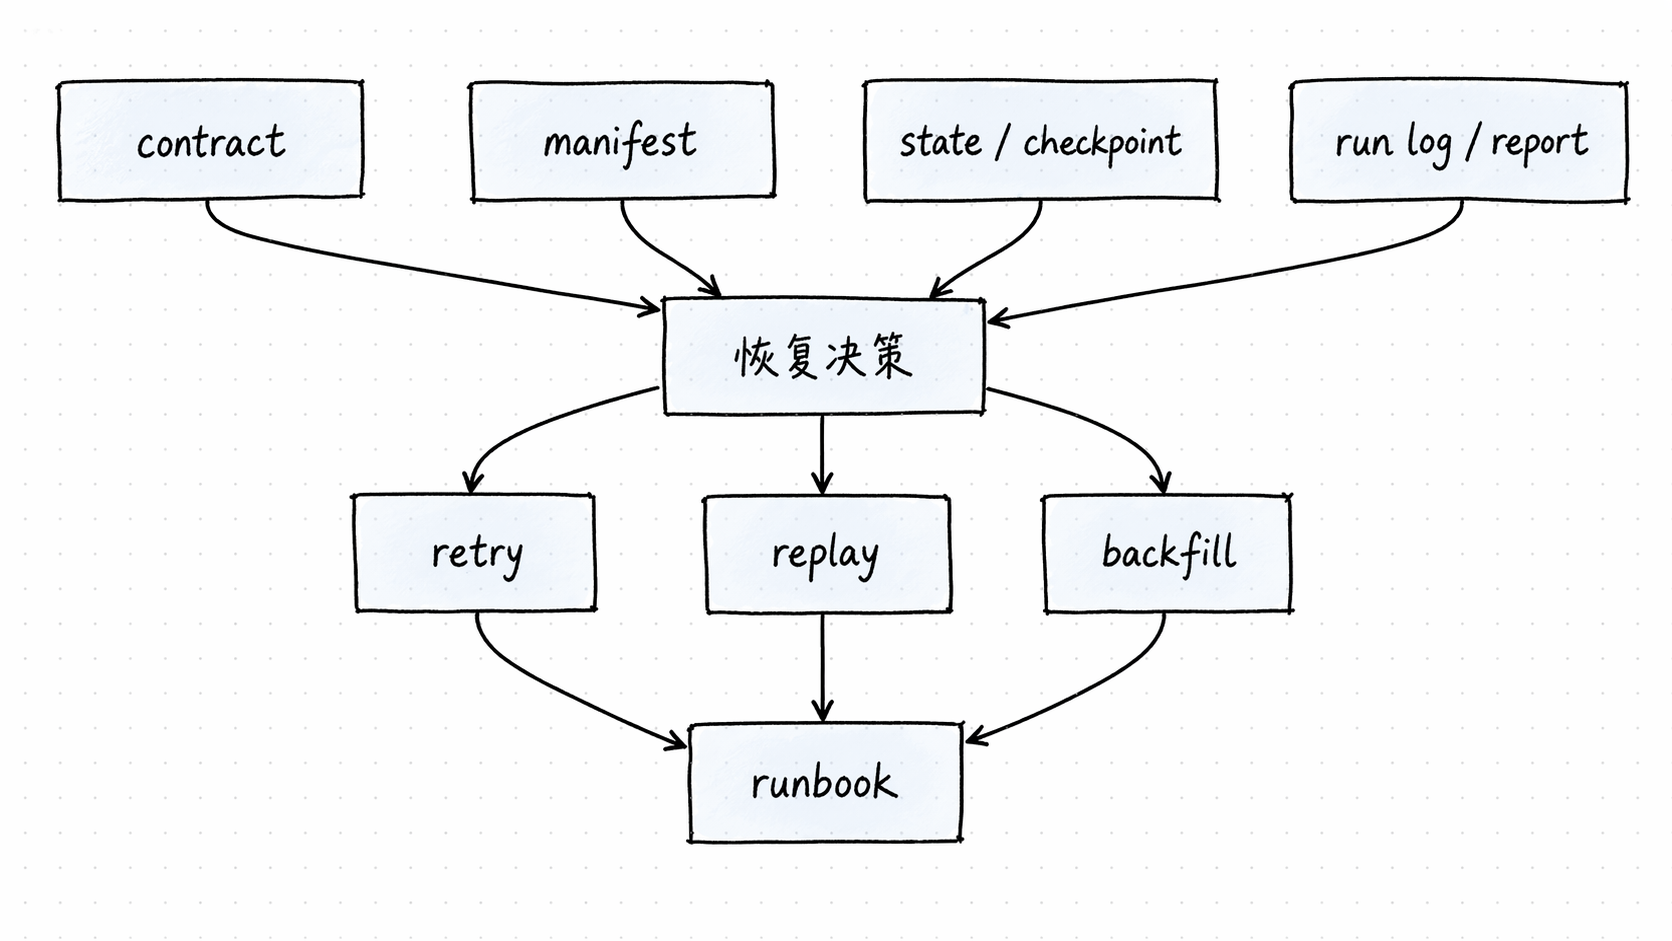 contract
manifest
state / checkpoint
run log / report
恢复决策
retry
replay
backfill
runbook